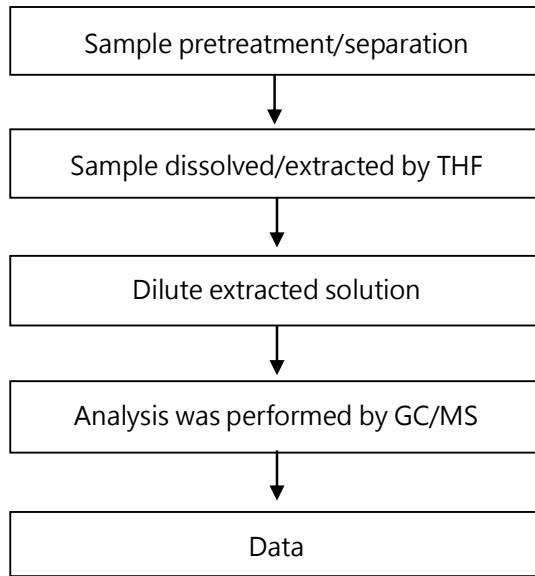 Sample pretreatment/separation
Sample dissolved/extracted by THF
Dilute extracted solution
Analysis was performed by GC/MS
Data